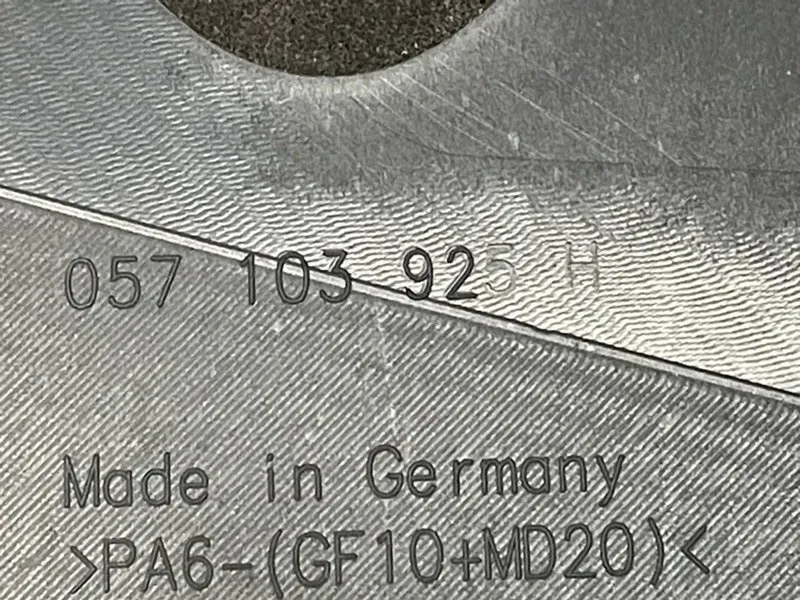 057 103 925 H
Made in Germany
>PA6-(GF10+MD20)<